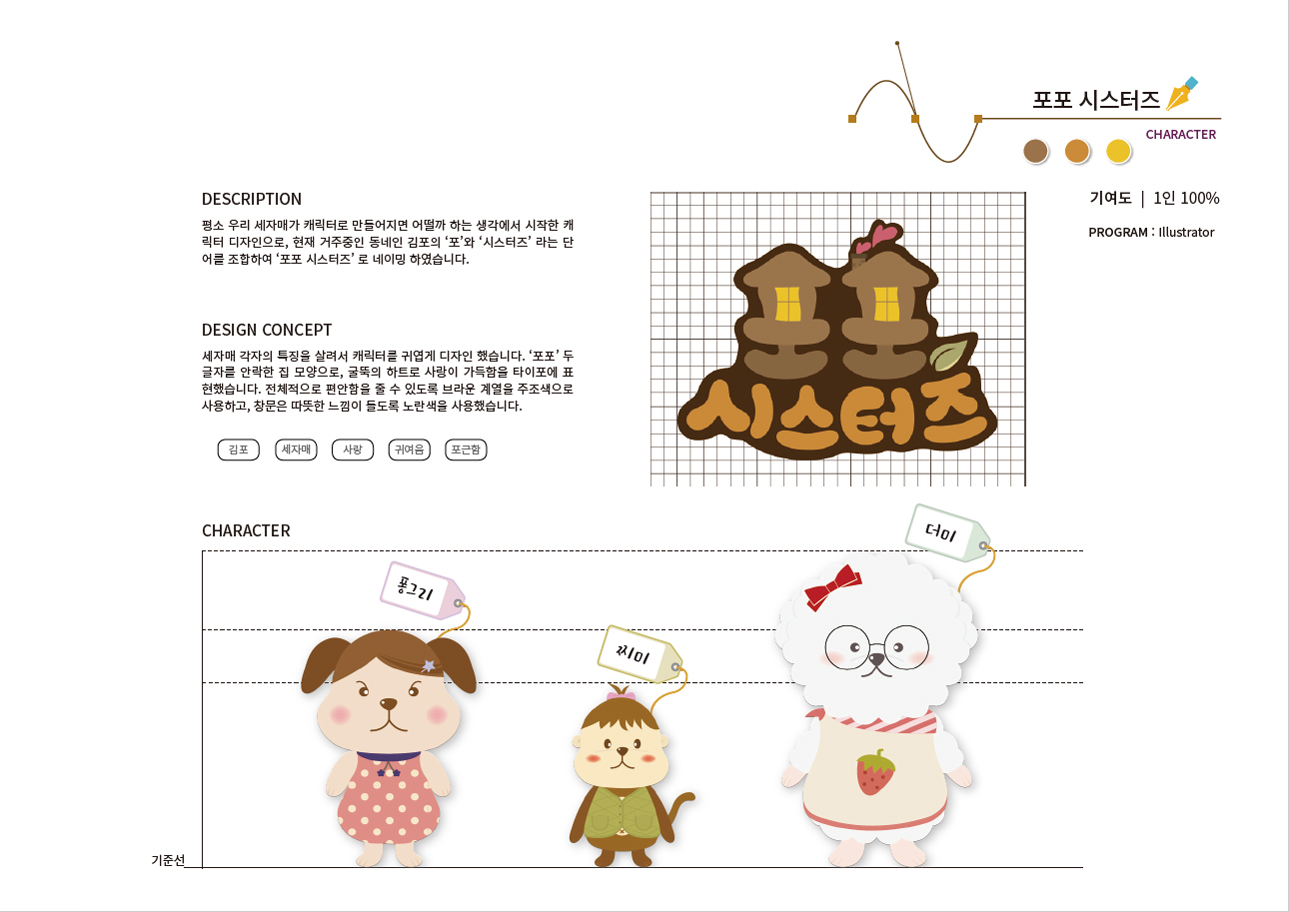 포포 시스터즈
CHARACTER
DESCRIPTION
평소 우리 세자매가 캐릭터로 만들어지면 어떨까 하는 생각에서 시작한 캐
릭터 디자인으로, 현재 거주중인 동네인 김포의 ‘포’와 ‘시스터즈’ 라는 단
어를 조합하여 ‘포포 시스터즈’ 로 네이밍 하였습니다.
기여도 | 1인 100%
PROGRAM : Illustrator
DESIGN CONCEPT
세자매 각자의 특징을 살려서 캐릭터를 귀엽게 디자인 했습니다. ‘포포’ 두
글자를 안락한 집 모양으로, 굴뚝의 하트로 사랑이 가득함을 타이포에 표
현했습니다. 전체적으로 편안함을 줄 수 있도록 브라운 계열을 주조색으로
사용하고, 창문은 따뜻한 느낌이 들도록 노란색을 사용했습니다.
김포 세자매 사랑 귀여움 포근함
포포
시스터즈
CHARACTER
퐁그리
찌미
더미
기준선